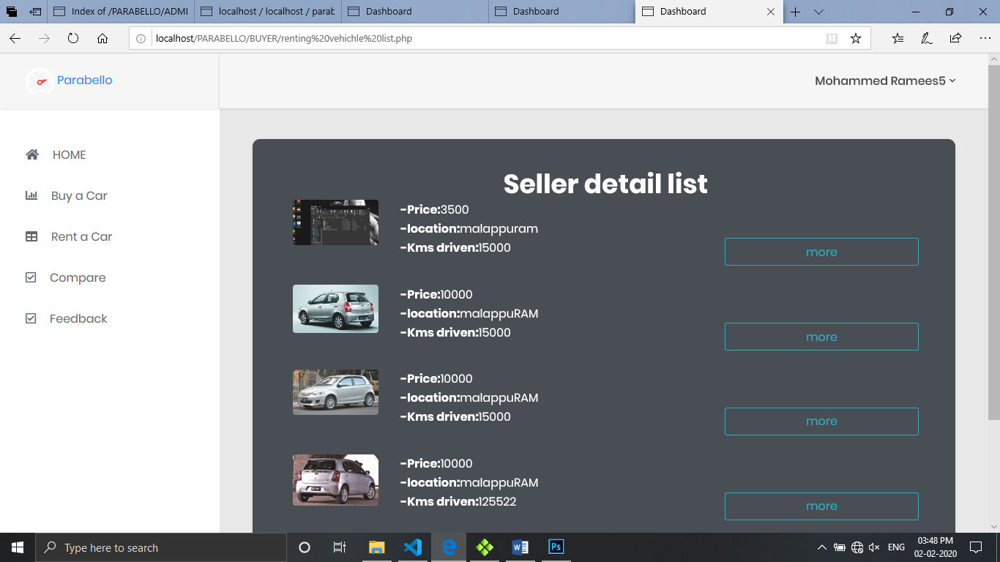 Index of /PARABELLO/ADMI
localhost / localhost / parab
Dashboard
Dashboard
Dashboard
localhost/PARABELLO/BUYER/renting%20vehichle%20list.php
Parabello
Mohammed Ramees5
HOME
Buy a Car
Rent a Car
Compare
Feedback
Seller detail list
-Price:3500
-location:malappuram
-Kms driven:15000
more
-Price:10000
-location:malappuRAM
-Kms driven:15000
more
-Price:10000
-location:malappuRAM
-Kms driven:15000
more
-Price:10000
-location:malappuRAM
-Kms driven:125522
more
Type here to search
W
Ps
ENG
03:48 PM
02-02-2020